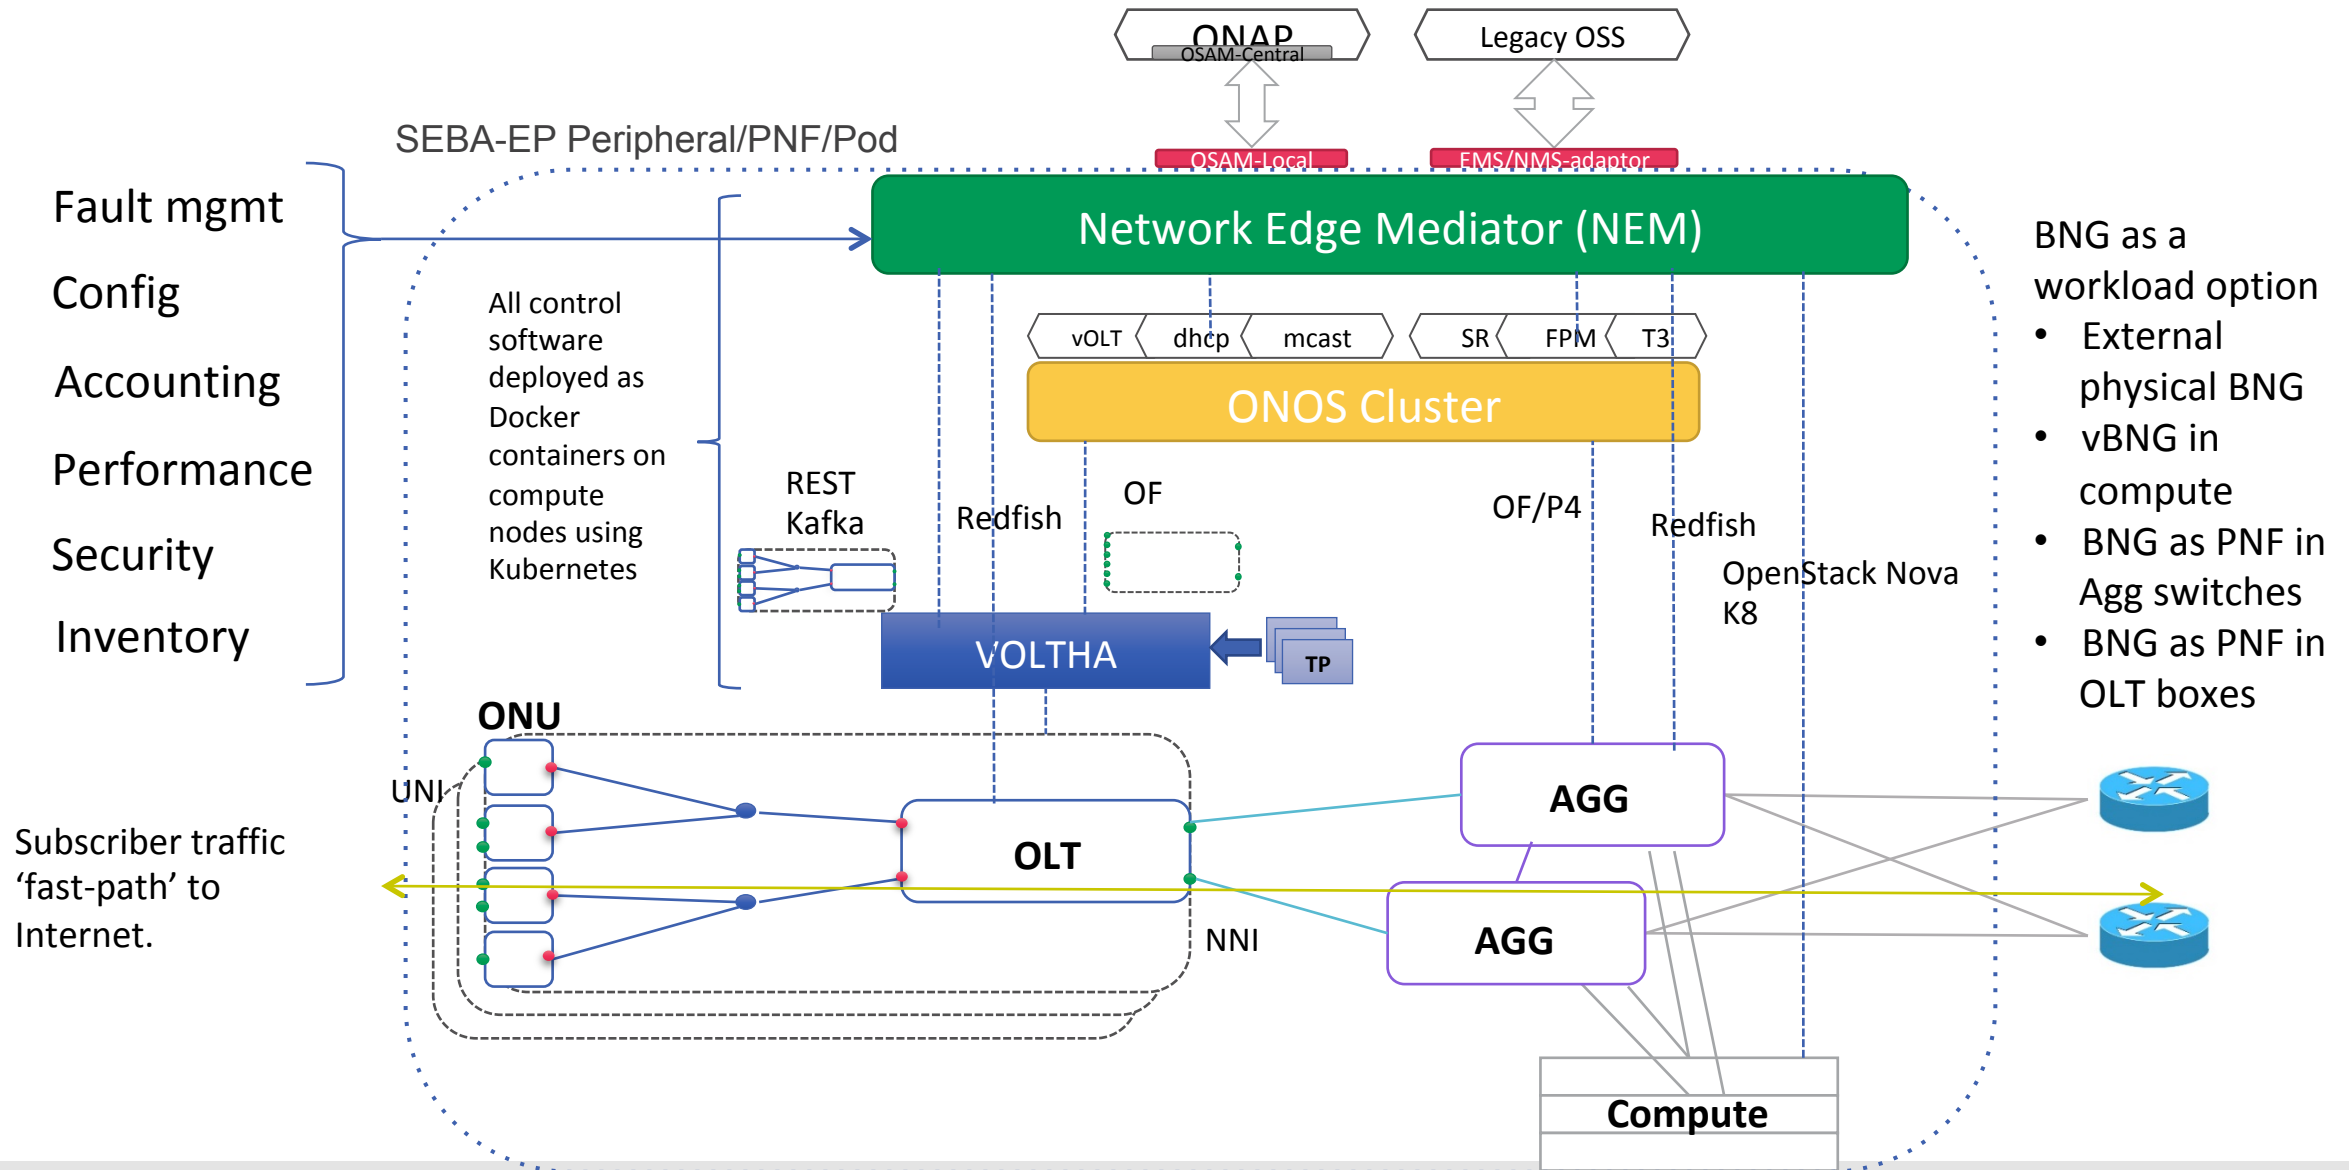 ONAP
OSAM-Central
Legacy OSS
SEBA-EP Peripheral/PNF/Pod
OSAM-Local
EMS/NMS-adaptor
Network Edge Mediator (NEM)
Fault mgmt
Config
Accounting
Performance
Security
Inventory
All control
software
deployed as
Docker
containers on
compute
nodes using
Kubernetes
vOLT
dhcp
mcast
SR
FPM
T3
ONOS Cluster
REST
Kafka
Redfish
OF
OF/P4
Redfish
OpenStack Nova
K8
VOLTHA
TP
BNG as a
workload option
• External
physical BNG
• vBNG in
compute
• BNG as PNF in
Agg switches
• BNG as PNF in
OLT boxes
ONU
UNI
OLT
NNI
AGG
AGG
Subscriber traffic
‘fast-path’ to
Internet.
Compute